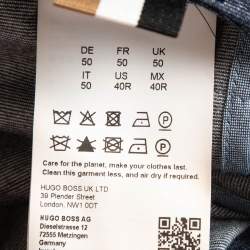 DE FR UK
50 50 50
IT US MX
50 40R 40R
Care for the planet, make your clothes last.
Clean this garment less, and air dry if required.
HUGO BOSS UK LTD
39 Plender Street
London, NW1 0DT
HUGO BOSS AG
Dieselstrasse 12
72555 Metzingen
Germany